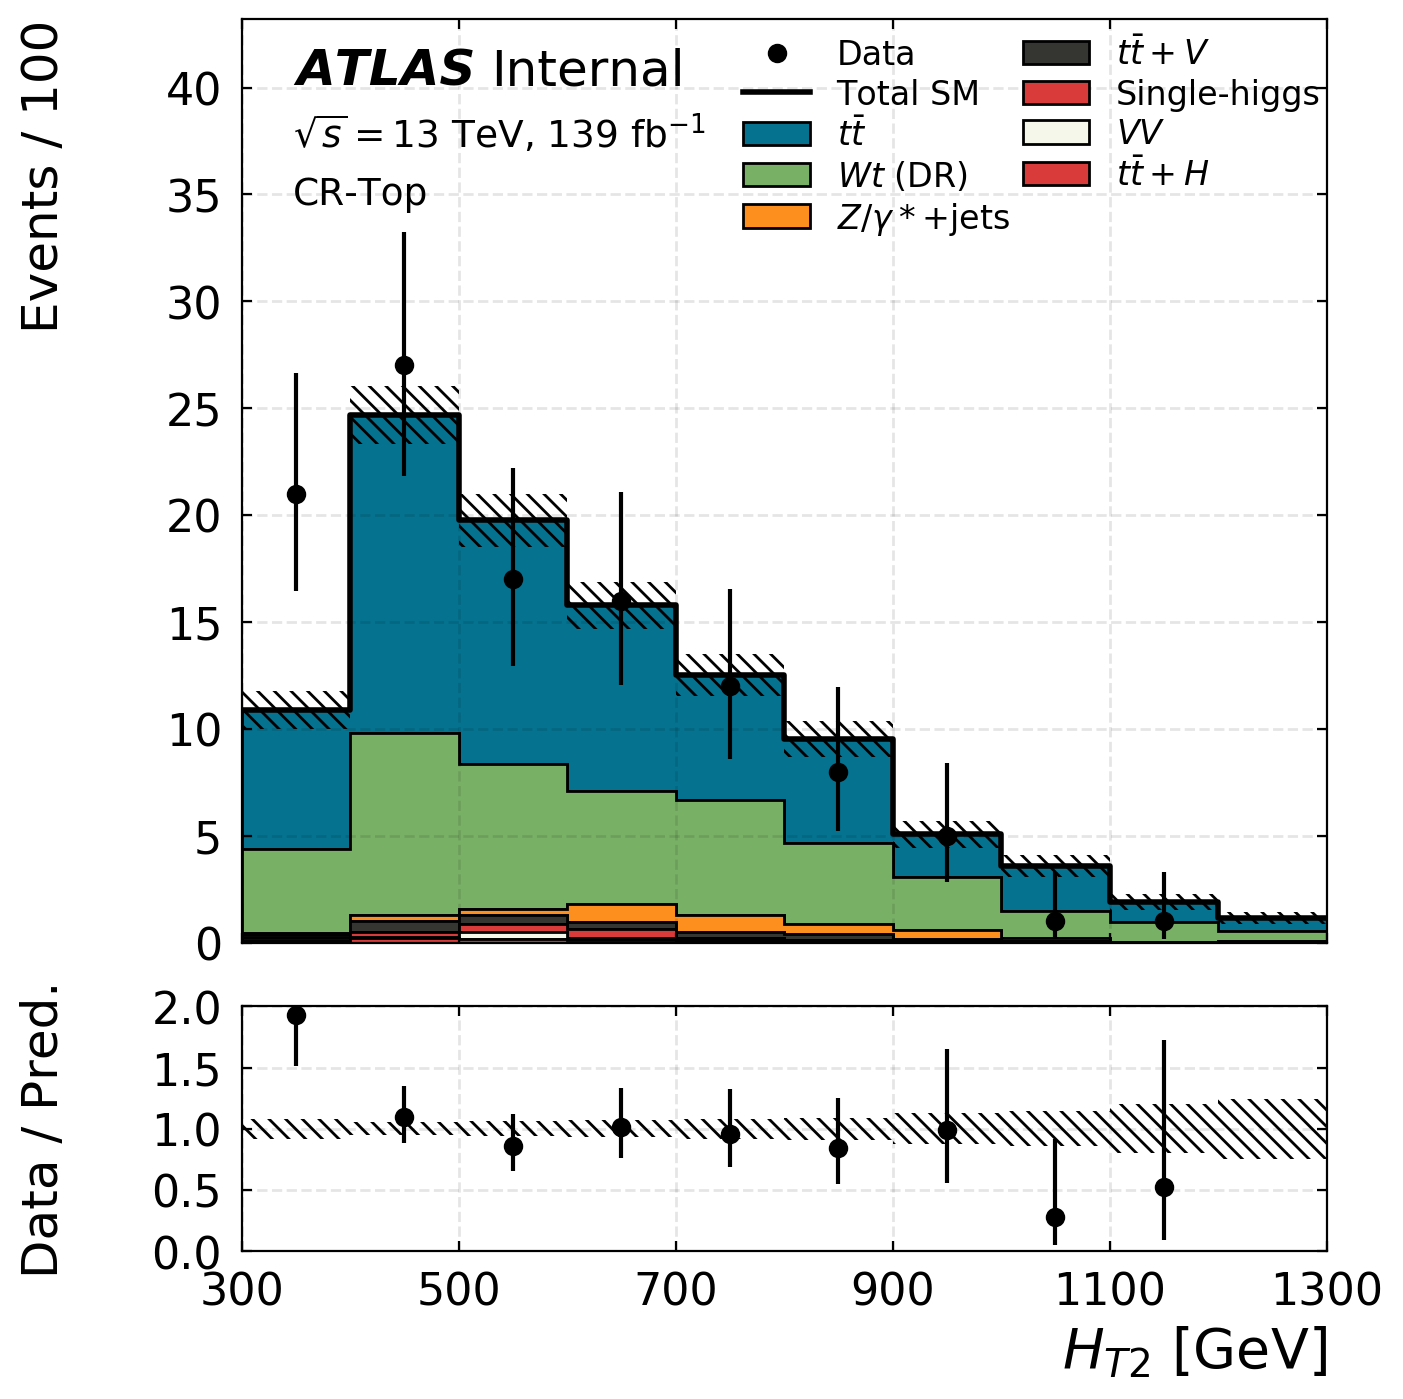 Events / 100
ATLAS Internal
√s = 13 TeV, 139 fb⁻¹
CR-Top
Data
Total SM
tt̄
Wt (DR)
Z/γ*+jets
tt̄ + V
Single-higgs
VV
tt̄ + H
40
35
30
25
20
15
10
5
0
Data / Pred.
2.0
1.5
1.0
0.5
0.0
300 500 700 900 1100 1300
H_{T2} [GeV]